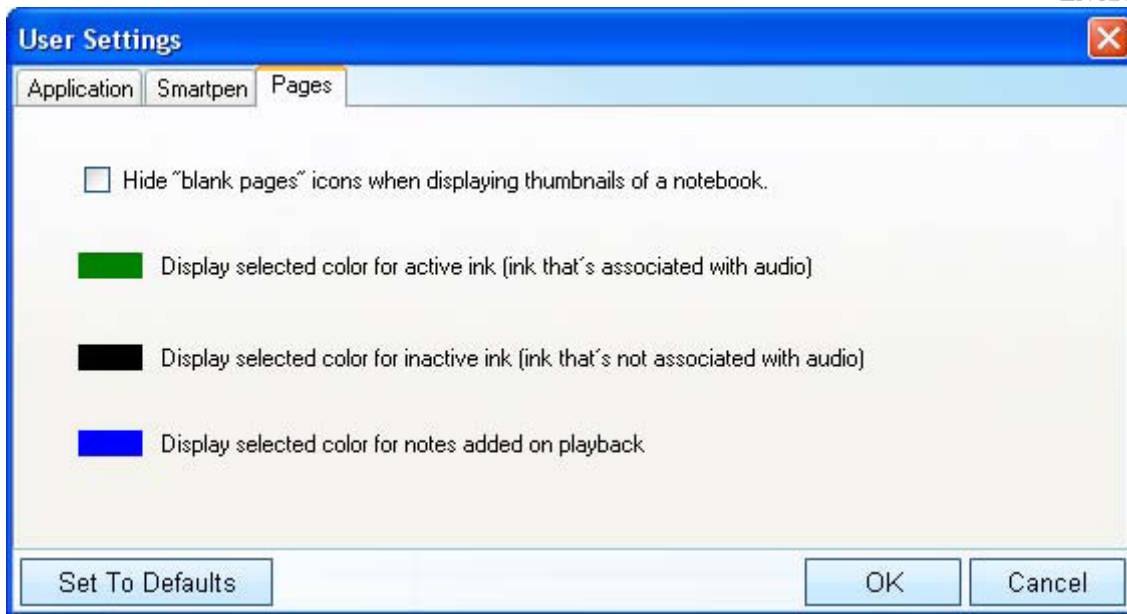 User Settings
Application Smartpen Pages
Hide "blank pages" icons when displaying thumbnails of a notebook.
Display selected color for active ink (ink that's associated with audio)
Display selected color for inactive ink (ink that's not associated with audio)
Display selected color for notes added on playback
Set To Defaults OK Cancel